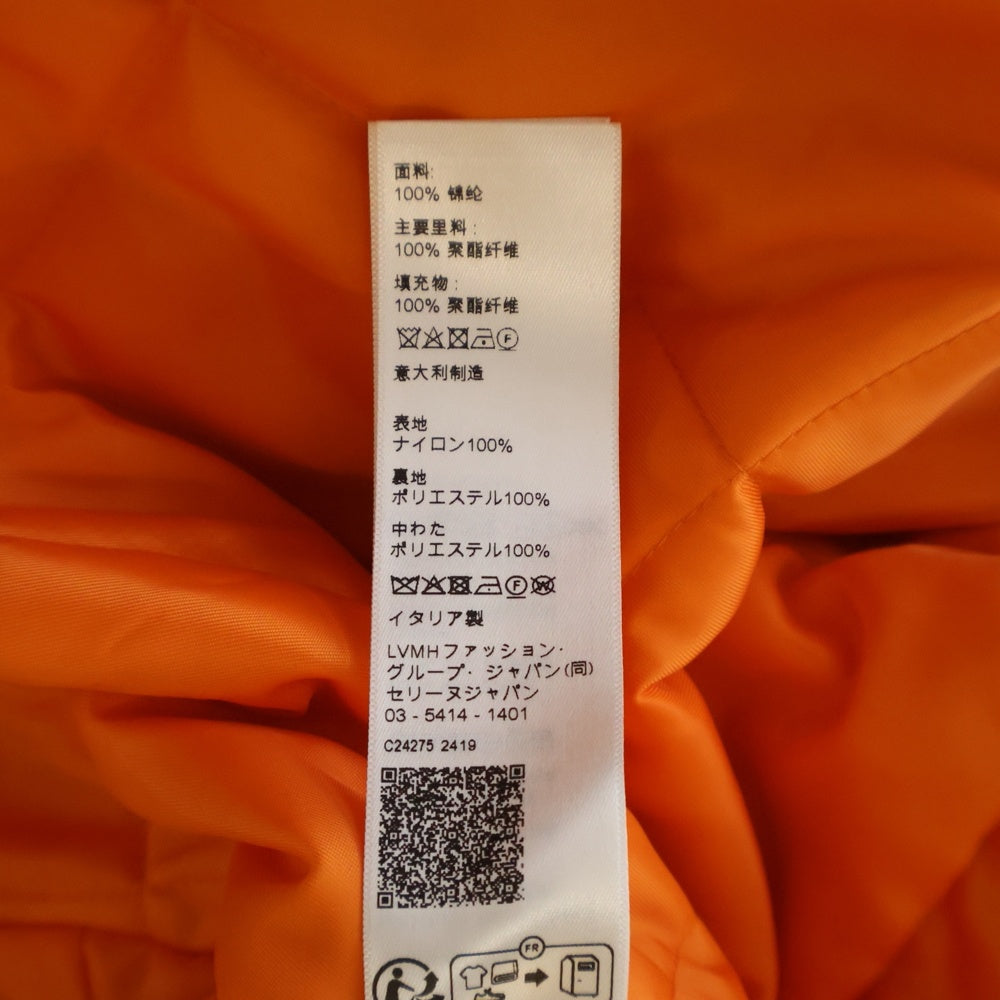 面料:
100% 锦纶
主要里料:
100% 聚酯纤维
填充物:
100% 聚酯纤维
F
意大利制造
表地
ナイロン100%
裏地
ポリエステル100%
中わた
ポリエステル100%
F W
イタリア製
LVMHファッション・
グループ・ジャパン(同)
セリーヌジャパン
03 - 5414 - 1401
C24275 2419
FR